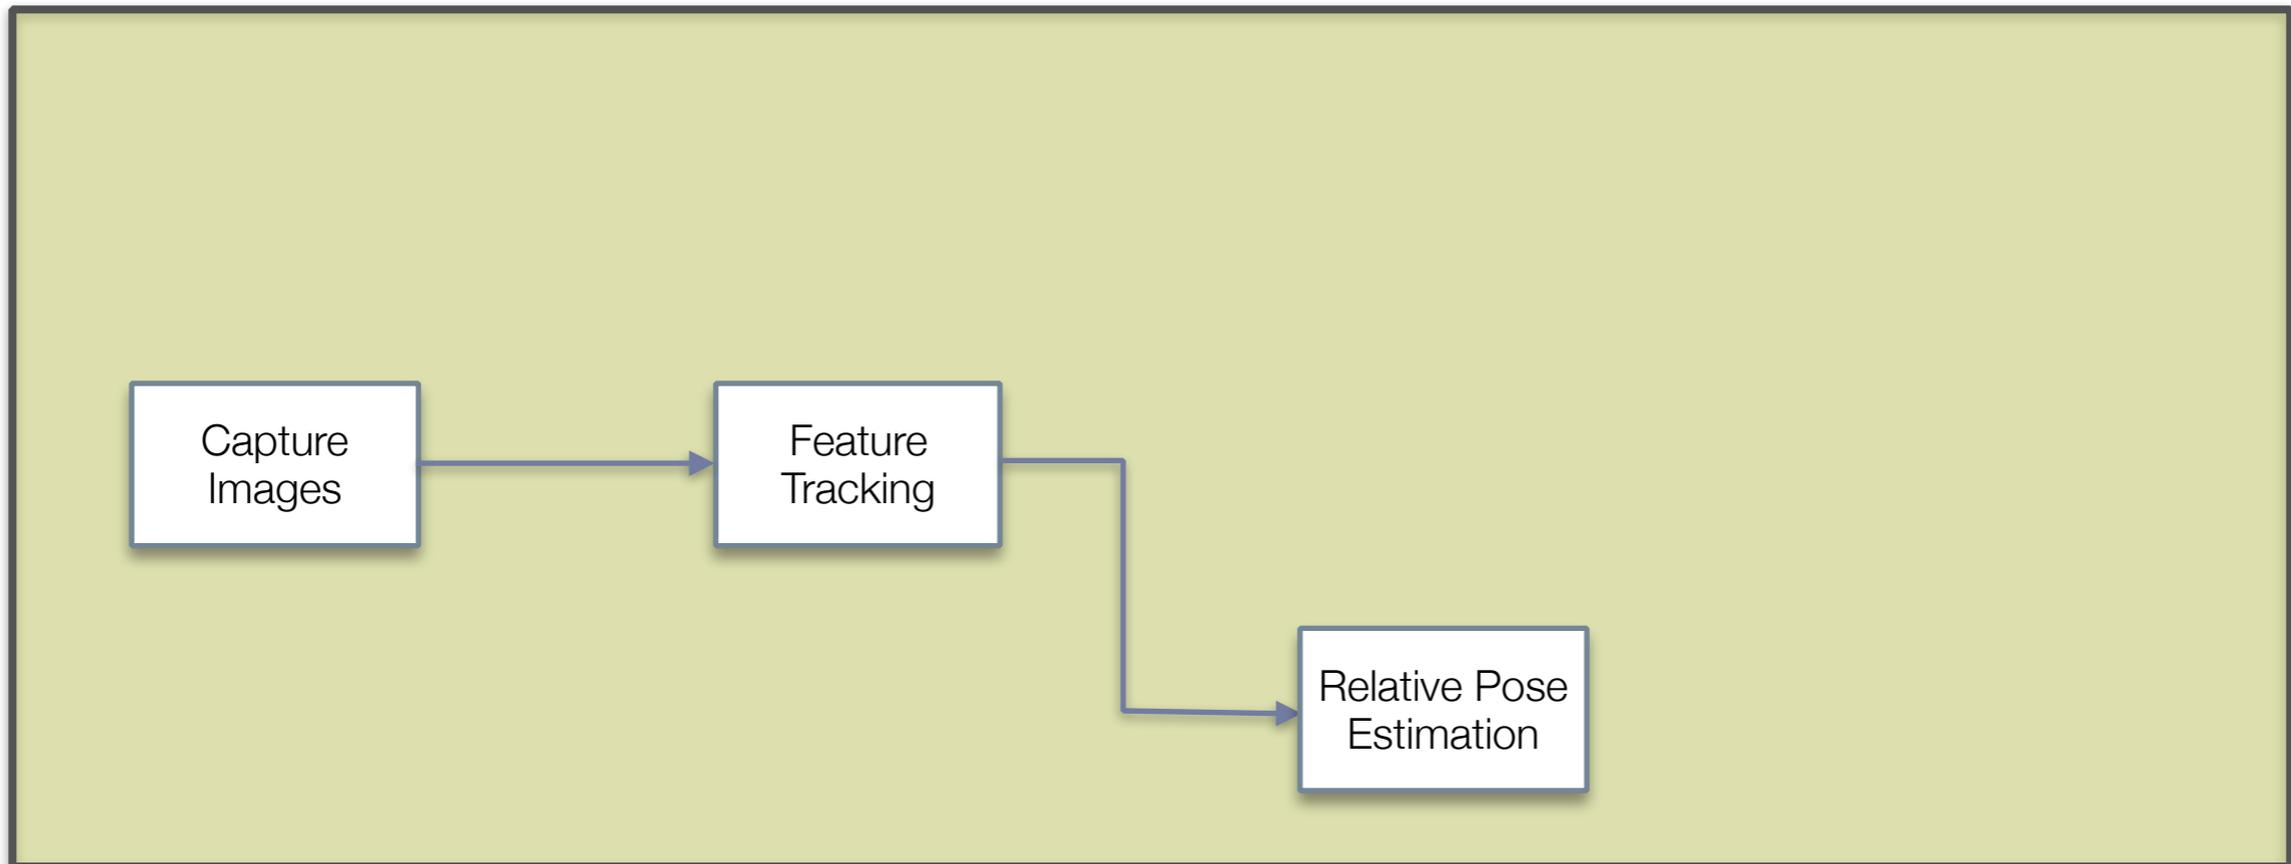 Capture
Images
Feature
Tracking
Relative Pose
Estimation